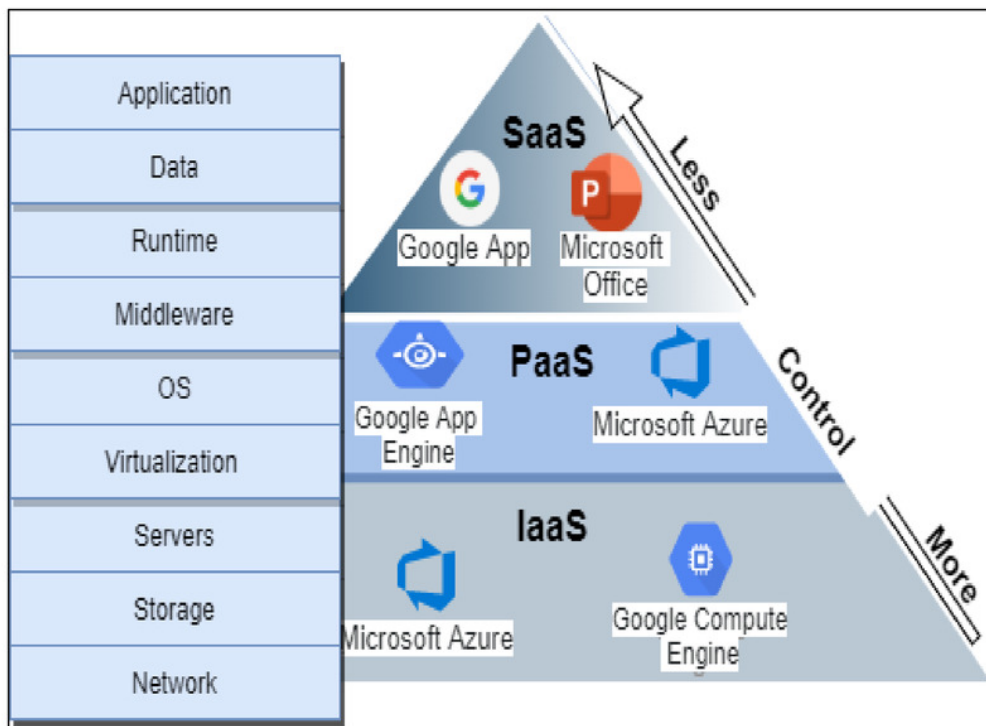 Application
Data
Runtime
Middleware
OS
Virtualization
Servers
Storage
Network
SaaS
G
Google App
P
Microsoft
Office
PaaS
Google App
Engine
Microsoft Azure
IaaS
Microsoft Azure
Google Compute
Engine
Less
Control
More